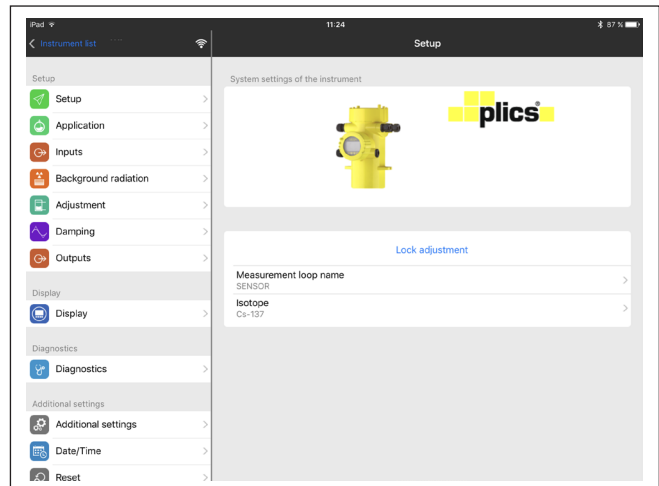 iPad
11:24
87 %
Instrument list
Setup
Setup
System settings of the instrument
plics®
Setup
Application
Inputs
Background radiation
Adjustment
Damping
Outputs
Display
Display
Diagnostics
Diagnostics
Additional settings
Additional settings
Date/Time
Reset
Lock adjustment
Measurement loop name
SENSOR
Isotope
Cs-137